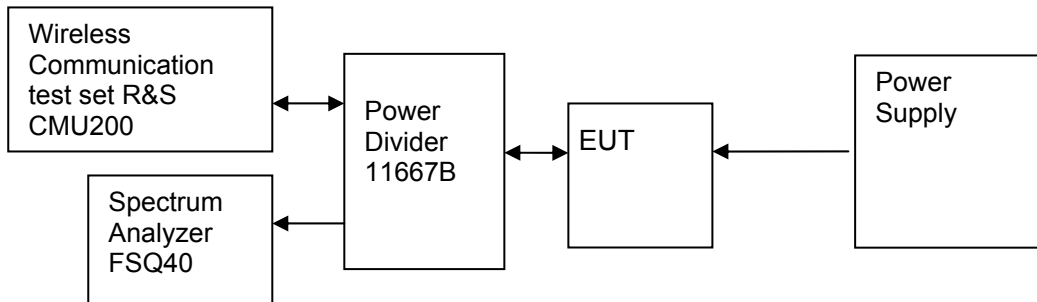 Wireless
Communication
test set R&S
CMU200
Power
Divider
11667B
EUT
Power
Supply
Spectrum
Analyzer
FSQ40